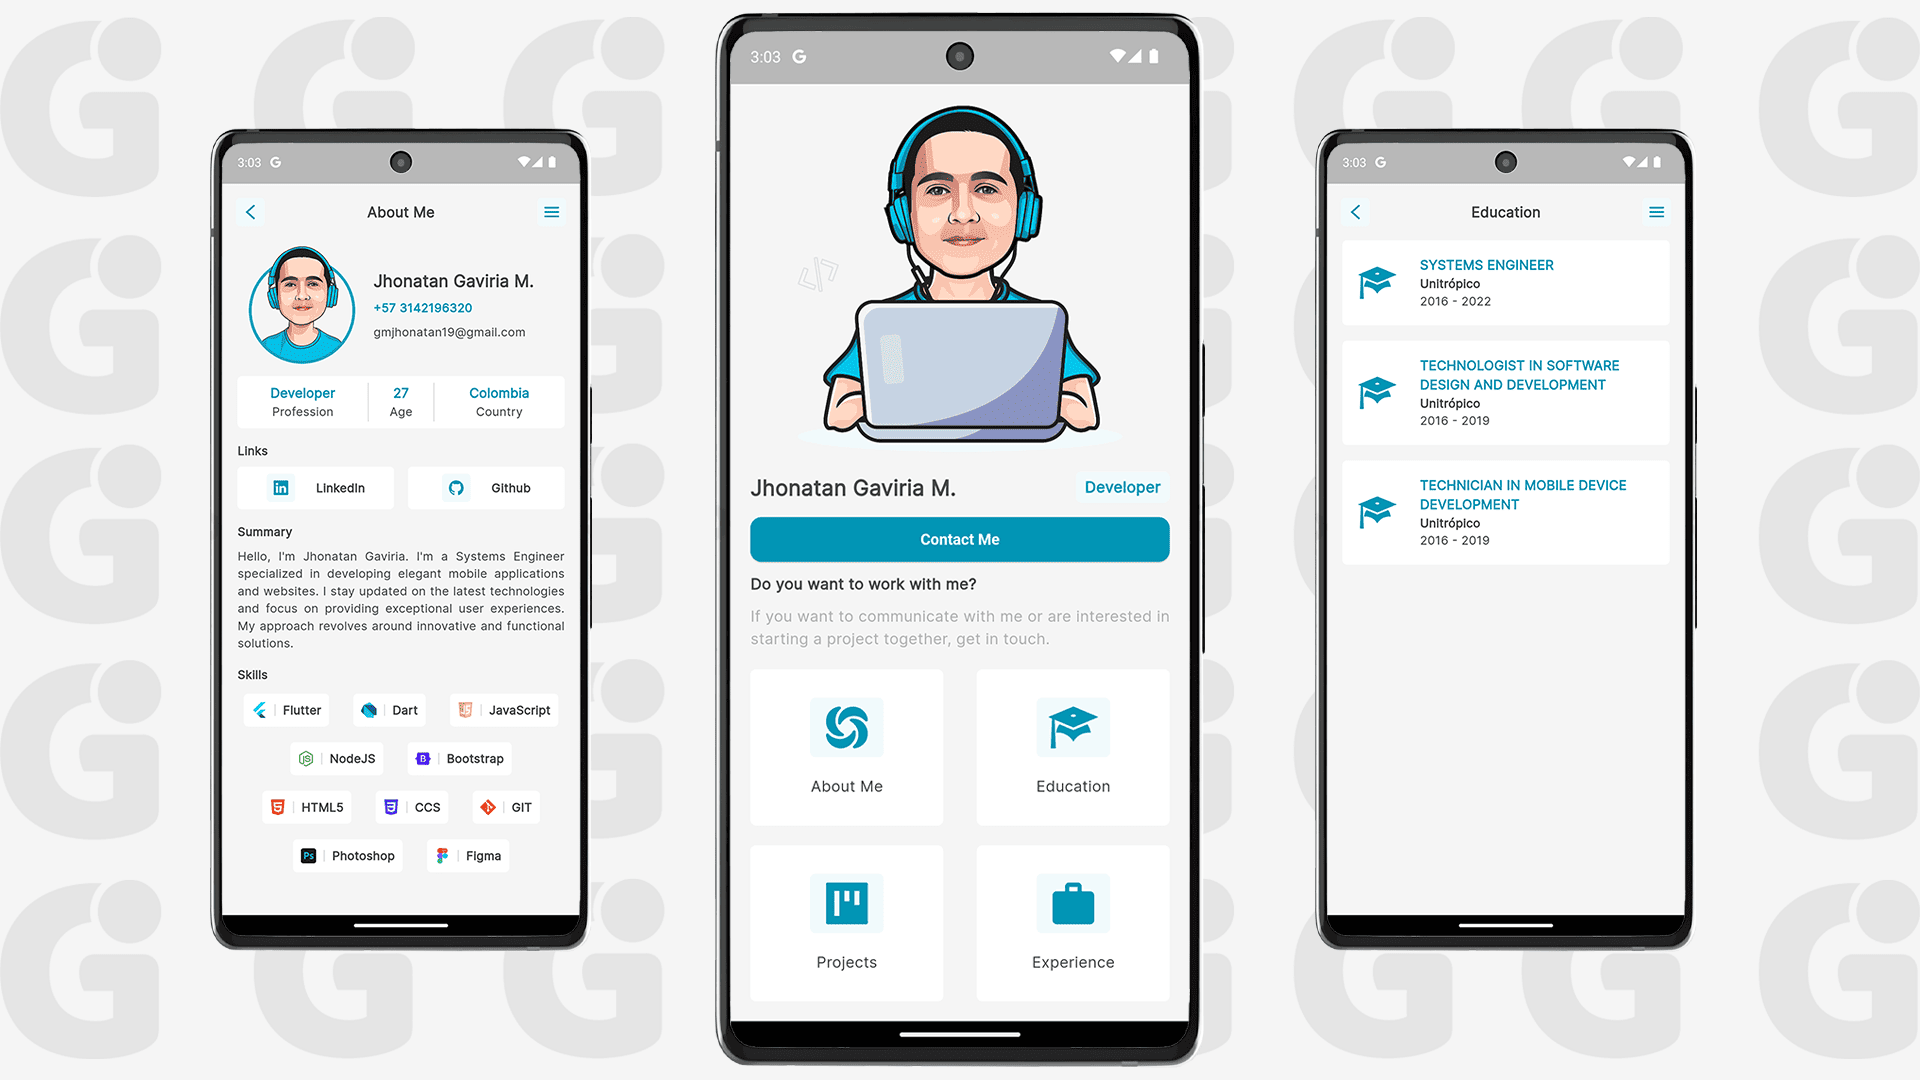 3:03 G
About Me
Jhonatan Gaviria M.
+57 3142196320
gmjhonatan19@gmail.com
Developer 27 Colombia
Profession Age Country
Links
LinkedIn Github
Summary
Hello, I'm Jhonatan Gaviria. I'm a Systems Engineer
specialized in developing elegant mobile applications
and websites. I stay updated on the latest technologies
and focus on providing exceptional user experiences.
My approach revolves around innovative and functional
solutions.
Skills
Flutter Dart JavaScript
NodeJS Bootstrap
HTML5 CCS GIT
Ps Photoshop Figma
3:03 G
</>
Jhonatan Gaviria M. Developer
Contact Me
Do you want to work with me?
If you want to communicate with me or are interested in
starting a project together, get in touch.
About Me Education
Projects Experience
3:03 G
Education
SYSTEMS ENGINEER
Unitrópico
2016 - 2022
TECHNOLOGIST IN SOFTWARE
DESIGN AND DEVELOPMENT
Unitrópico
2016 - 2019
TECHNICIAN IN MOBILE DEVICE
DEVELOPMENT
Unitrópico
2016 - 2019